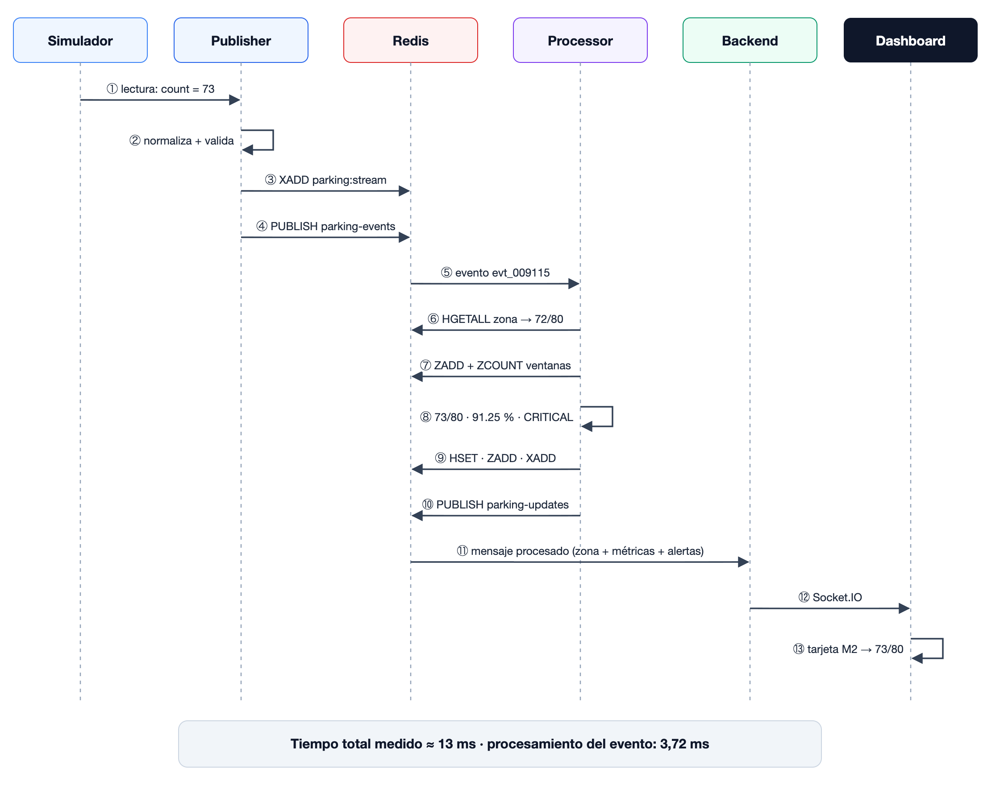 Simulador
Publisher
Redis
Processor
Backend
Dashboard
① lectura: count = 73
② normaliza + valida
③ XADD parking:stream
④ PUBLISH parking-events
⑤ evento evt_009115
⑥ HGETALL zona → 72/80
⑦ ZADD + ZCOUNT ventanas
⑧ 73/80 · 91.25 % · CRITICAL
⑨ HSET · ZADD · XADD
⑩ PUBLISH parking-updates
⑪ mensaje procesado (zona + métricas + alertas)
⑫ Socket.IO
⑬ tarjeta M2 → 73/80
Tiempo total medido ≈ 13 ms · procesamiento del evento: 3,72 ms